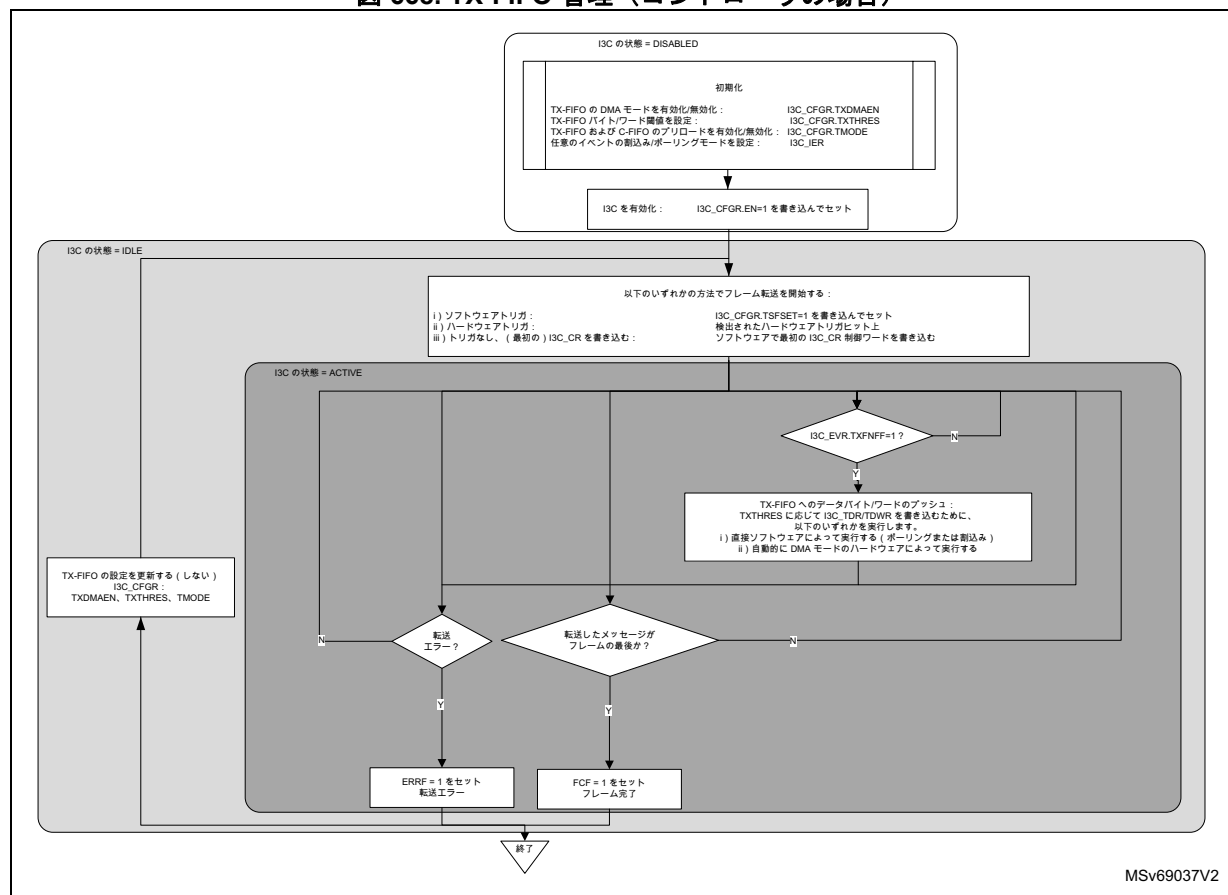 TX-FIFO 管理（コントローラの場合）
I3C の状態 = DISABLED
初期化
TX-FIFO の DMA モードを有効化/無効化： I3C_CFGR.TXDMAEN
TX-FIFO バイト/ワード閾値を設定： I3C_CFGR.TXTHRES
TX-FIFO および C-FIFO のプリロードを有効化/無効化： I3C_CFGR.TMODE
任意のイベントの割込み/ポーリングモードを設定： I3C_IER
I3C を有効化： I3C_CFGR.EN=1 を書き込んでセット
I3C の状態 = IDLE
以下のいずれかの方法でフレーム転送を開始する：
i ) ソフトウェアトリガ： I3C_CFGR.TSFSET=1 を書き込んでセット
ii ) ハードウェアトリガ： 検出されたハードウェアトリガヒット上
iii ) トリガなし、( 最初の ) I3C_CR を書き込む： ソフトウェアで最初の I3C_CR 制御ワードを書き込む
I3C の状態 = ACTIVE
I3C_EVR.TXFNFF=1 ?
N
Y
TX-FIFO へのデータバイト/ワードのプッシュ：
TXTHRES に応じて I3C_TDR/TDWR を書き込むために、
以下のいずれかを実行します。
i ) 直接ソフトウェアによって実行する ( ポーリングまたは割込み )
ii ) 自動的に DMA モードのハードウェアによって実行する
TX-FIFO の設定を更新する ( しない )
I3C_CFGR :
TXDMAEN、TXTHRES、TMODE
N
転送
エラー ?
転送したメッセージが
フレームの最後か ?
N
Y
Y
ERRF = 1 をセット
転送エラー
FCF = 1 をセット
フレーム完了
終了
MSv69037V2